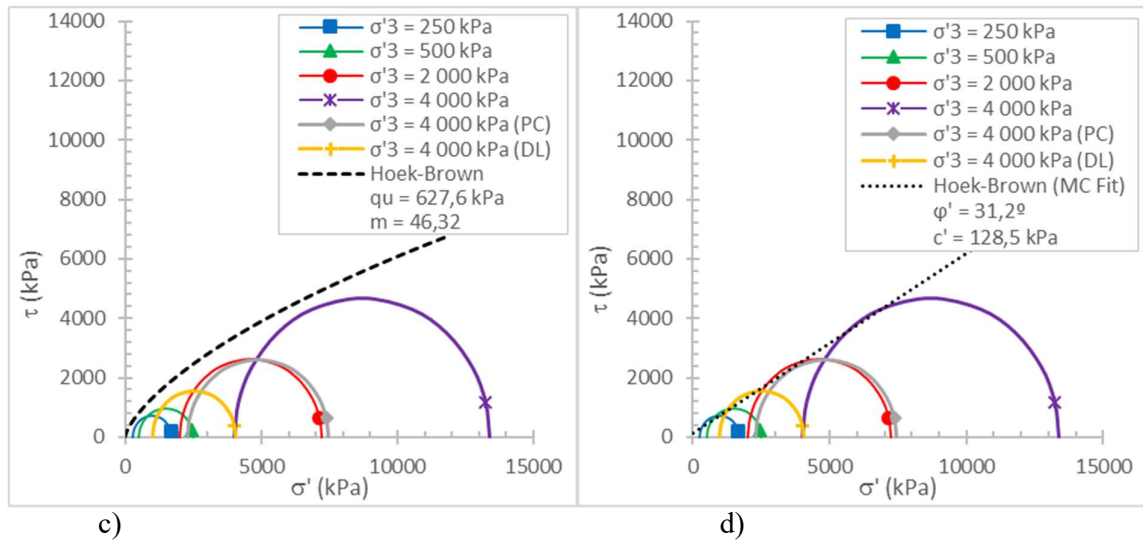 14000
12000
10000
8000
6000
4000
2000
0
τ (kPa)
σ'3 = 250 kPa
σ'3 = 500 kPa
σ'3 = 2 000 kPa
σ'3 = 4 000 kPa
σ'3 = 4 000 kPa (PC)
σ'3 = 4 000 kPa (DL)
Hoek-Brown
qu = 627,6 kPa
m = 46,32
0 5000 10000 15000
σ' (kPa)
c)
14000
12000
10000
8000
6000
4000
2000
0
τ (kPa)
σ'3 = 250 kPa
σ'3 = 500 kPa
σ'3 = 2 000 kPa
σ'3 = 4 000 kPa
σ'3 = 4 000 kPa (PC)
σ'3 = 4 000 kPa (DL)
Hoek-Brown (MC Fit)
φ' = 31,2º
c' = 128,5 kPa
0 5000 10000 15000
σ' (kPa)
d)